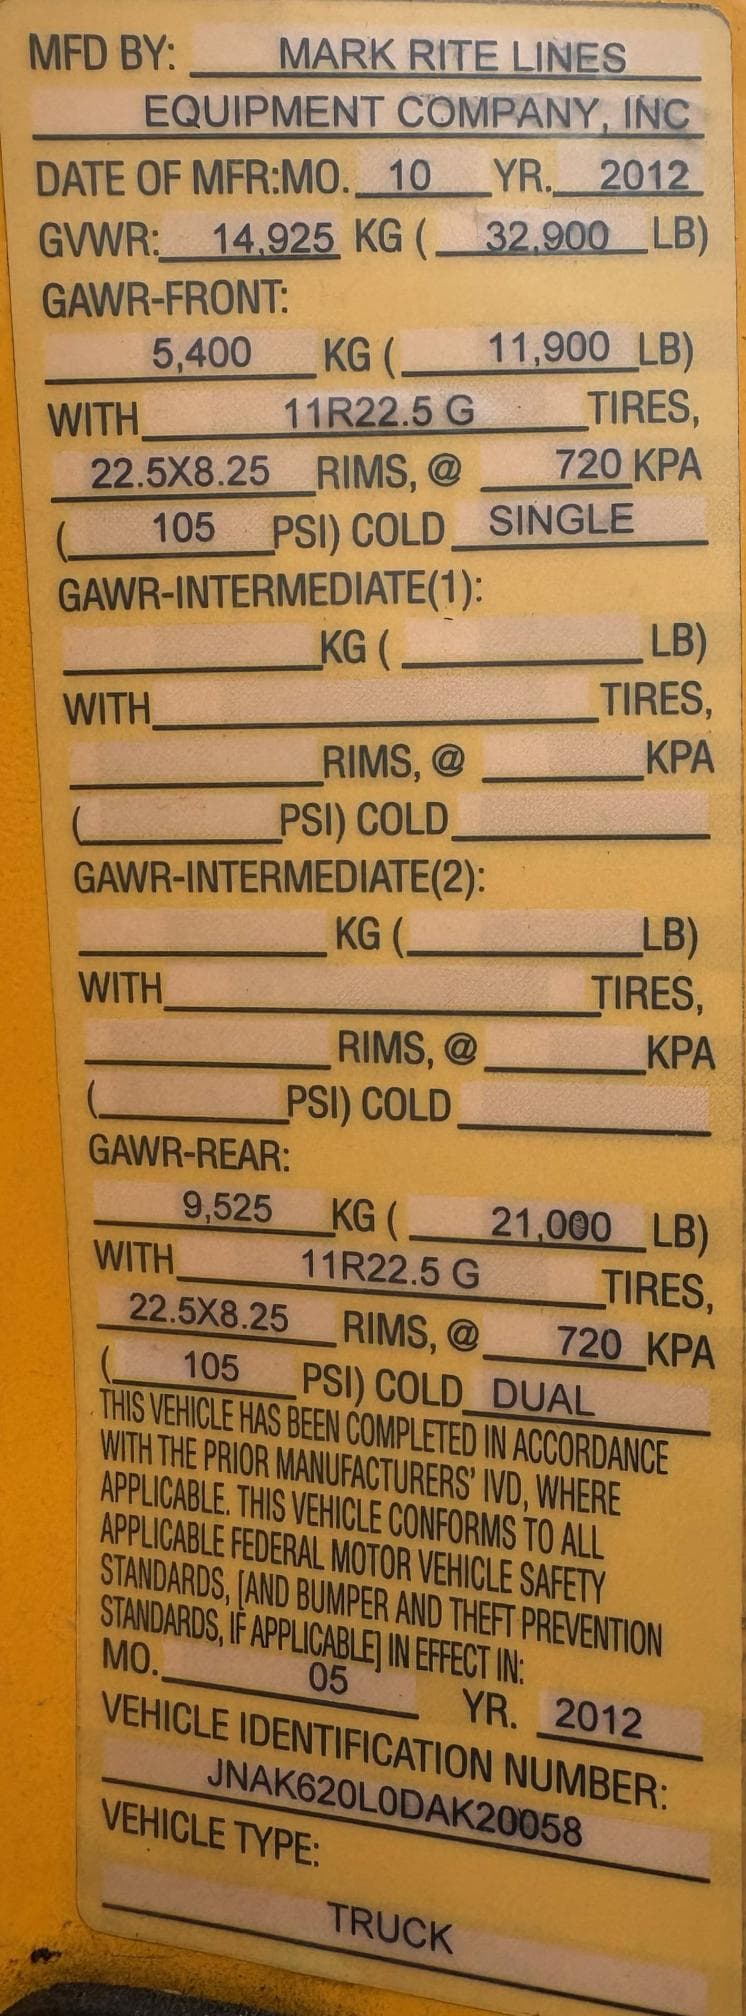 MFD BY: MARK RITE LINES
EQUIPMENT COMPANY, INC
DATE OF MFR:MO. 10 YR. 2012
GVWR: 14,925 KG ( 32,900 LB)
GAWR-FRONT:
5,400 KG ( 11,900 LB)
WITH 11R22.5 G TIRES,
22.5X8.25 RIMS, @ 720 KPA
( 105 PSI) COLD SINGLE
GAWR-INTERMEDIATE(1):
KG ( LB)
WITH TIRES,
RIMS, @ KPA
( PSI) COLD
GAWR-INTERMEDIATE(2):
KG ( LB)
WITH TIRES,
RIMS, @ KPA
( PSI) COLD
GAWR-REAR:
9,525 KG ( 21,000 LB)
WITH 11R22.5 G TIRES,
22.5X8.25 RIMS, @ 720 KPA
( 105 PSI) COLD DUAL
THIS VEHICLE HAS BEEN COMPLETED IN ACCORDANCE
WITH THE PRIOR MANUFACTURERS' IVD, WHERE
APPLICABLE. THIS VEHICLE CONFORMS TO ALL
APPLICABLE FEDERAL MOTOR VEHICLE SAFETY
STANDARDS, [AND BUMPER AND THEFT PREVENTION
STANDARDS, IF APPLICABLE] IN EFFECT IN:
MO. 05 YR. 2012
VEHICLE IDENTIFICATION NUMBER:
JNAK620L0DAK20058
VEHICLE TYPE:
TRUCK